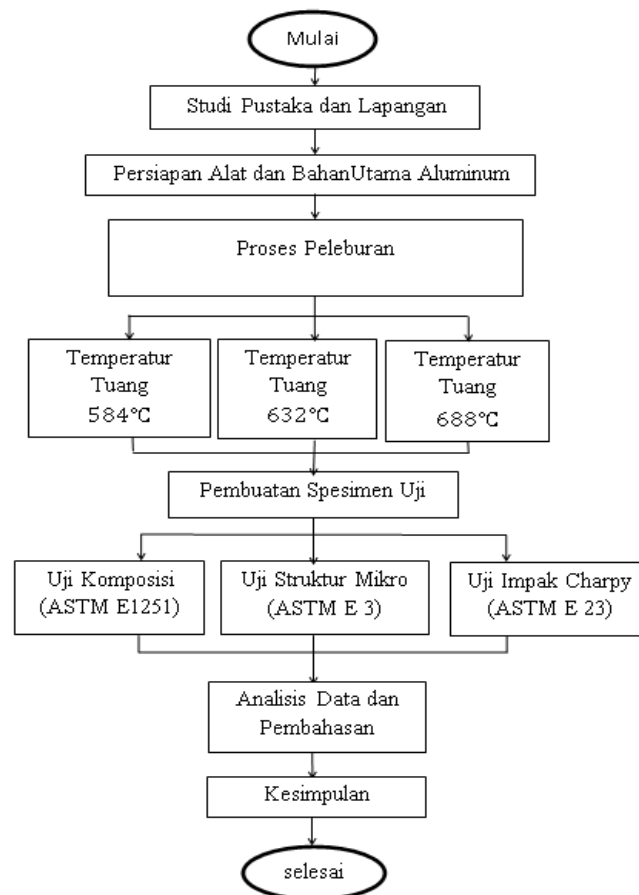 Mulai
Studi Pustaka dan Lapangan
Persiapan Alat dan BahanUtama Aluminum
Proses Peleburan
Temperatur
Tuang
584°C
Temperatur
Tuang
632°C
Temperatur
Tuang
688°C
Pembuatan Spesimen Uji
Uji Komposisi
(ASTM E1251)
Uji Struktur Mikro
(ASTM E 3)
Uji Impak Charpy
(ASTM E 23)
Analisis Data dan
Pembahasan
Kesimpulan
selesai